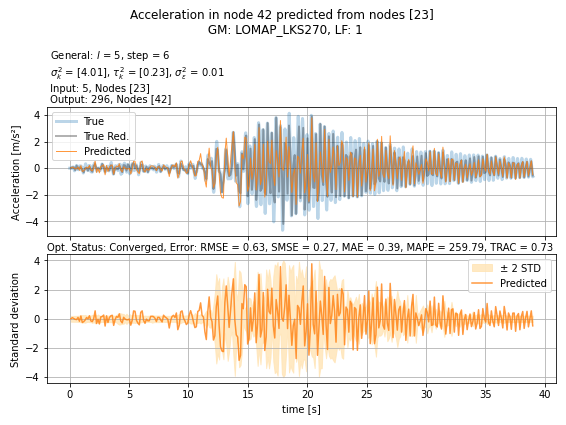 Acceleration in node 42 predicted from nodes [23]
GM: LOMAP_LKS270, LF: 1
General: l = 5, step = 6
σ²ₖ = [4.01], τ²ₖ = [0.23], σ²ε = 0.01
Input: 5, Nodes [23]
Output: 296, Nodes [42]
Acceleration [m/s²]
4
2
0
−2
−4
True
True Red.
Predicted
Opt. Status: Converged, Error: RMSE = 0.63, SMSE = 0.27, MAE = 0.39, MAPE = 259.79, TRAC = 0.73
Standard deviation
4
2
0
−2
−4
± 2 STD
Predicted
0 5 10 15 20 25 30 35 40
time [s]